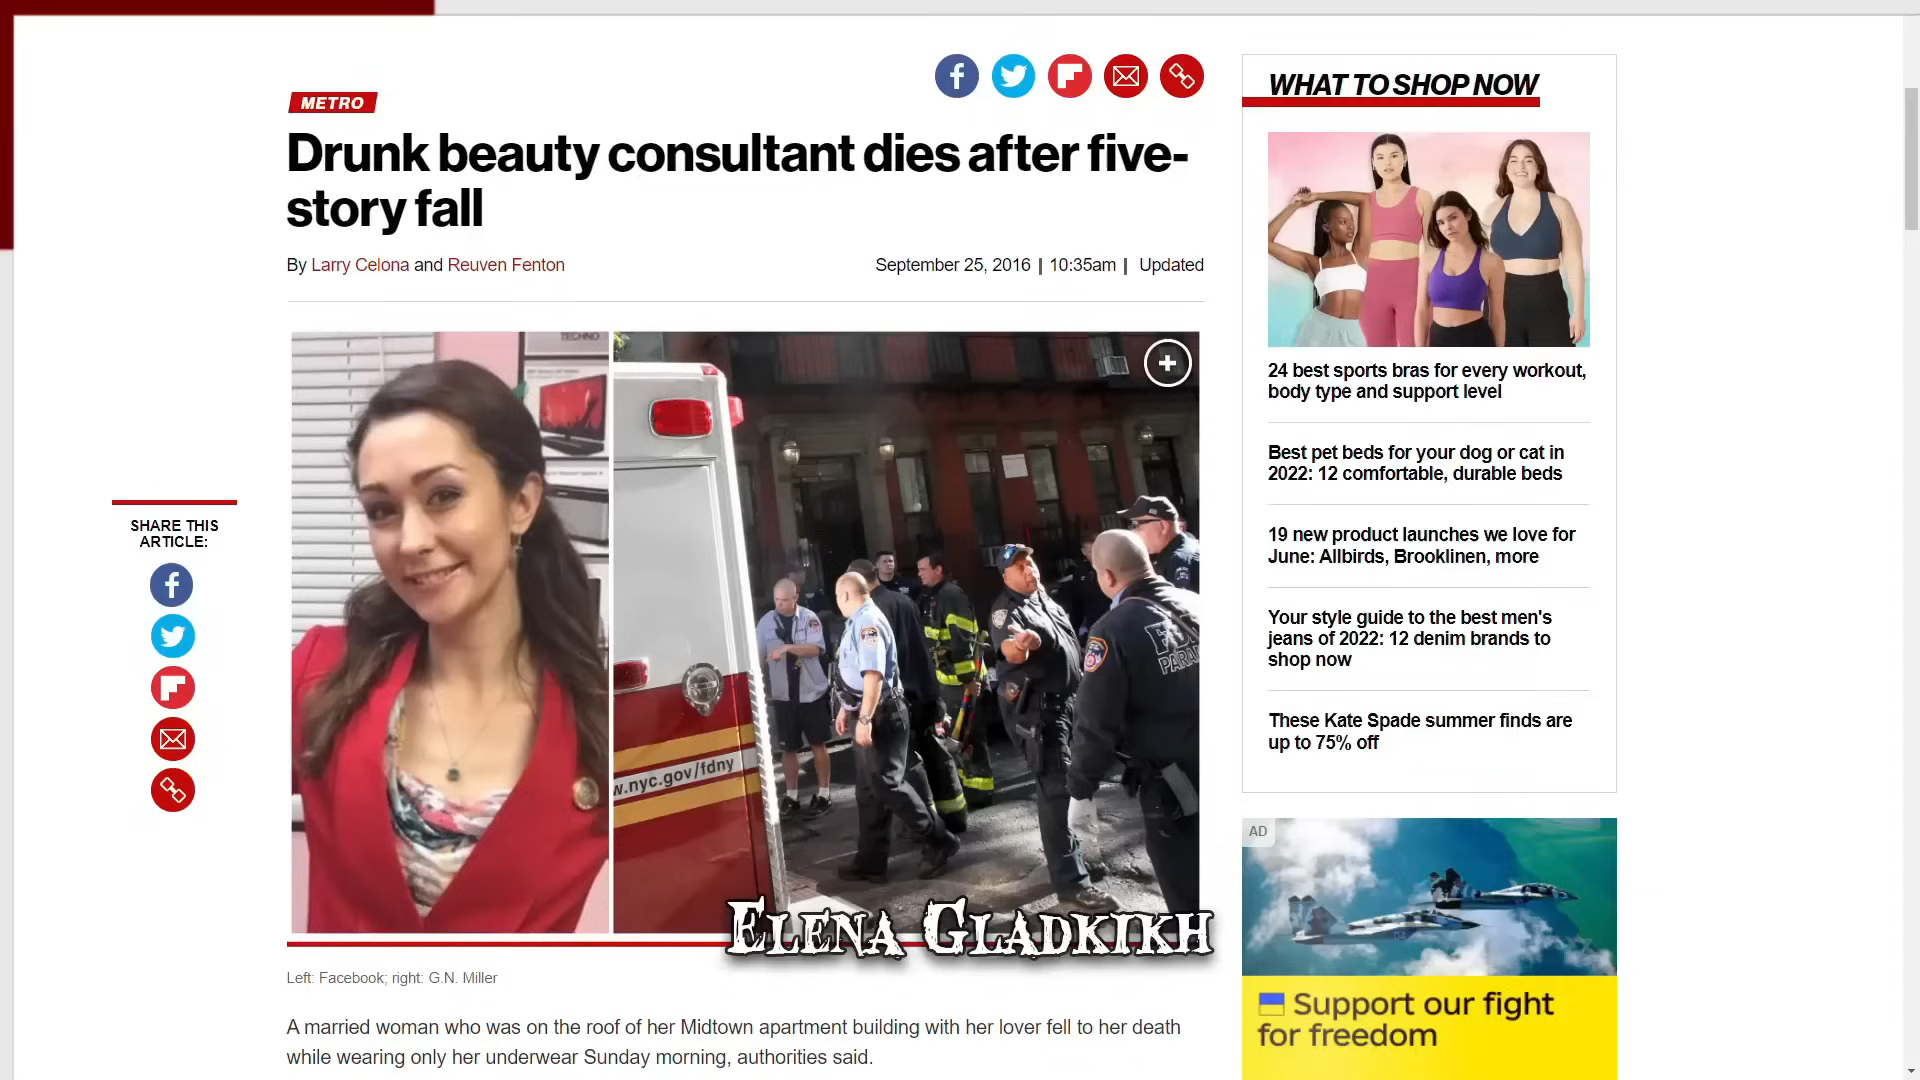 METRO
Drunk beauty consultant dies after five-
story fall
By Larry Celona and Reuven Fenton
September 25, 2016 | 10:35am | Updated
SHARE THIS
ARTICLE:
TECHNO
w.nyc.gov/fdny
ELENA GLADKIKH
Left: Facebook; right: G.N. Miller
A married woman who was on the roof of her Midtown apartment building with her lover fell to her death
while wearing only her underwear Sunday morning, authorities said.
WHAT TO SHOP NOW
24 best sports bras for every workout,
body type and support level
Best pet beds for your dog or cat in
2022: 12 comfortable, durable beds
19 new product launches we love for
June: Allbirds, Brooklinen, more
Your style guide to the best men's
jeans of 2022: 12 denim brands to
shop now
These Kate Spade summer finds are
up to 75% off
AD
Support our fight
for freedom